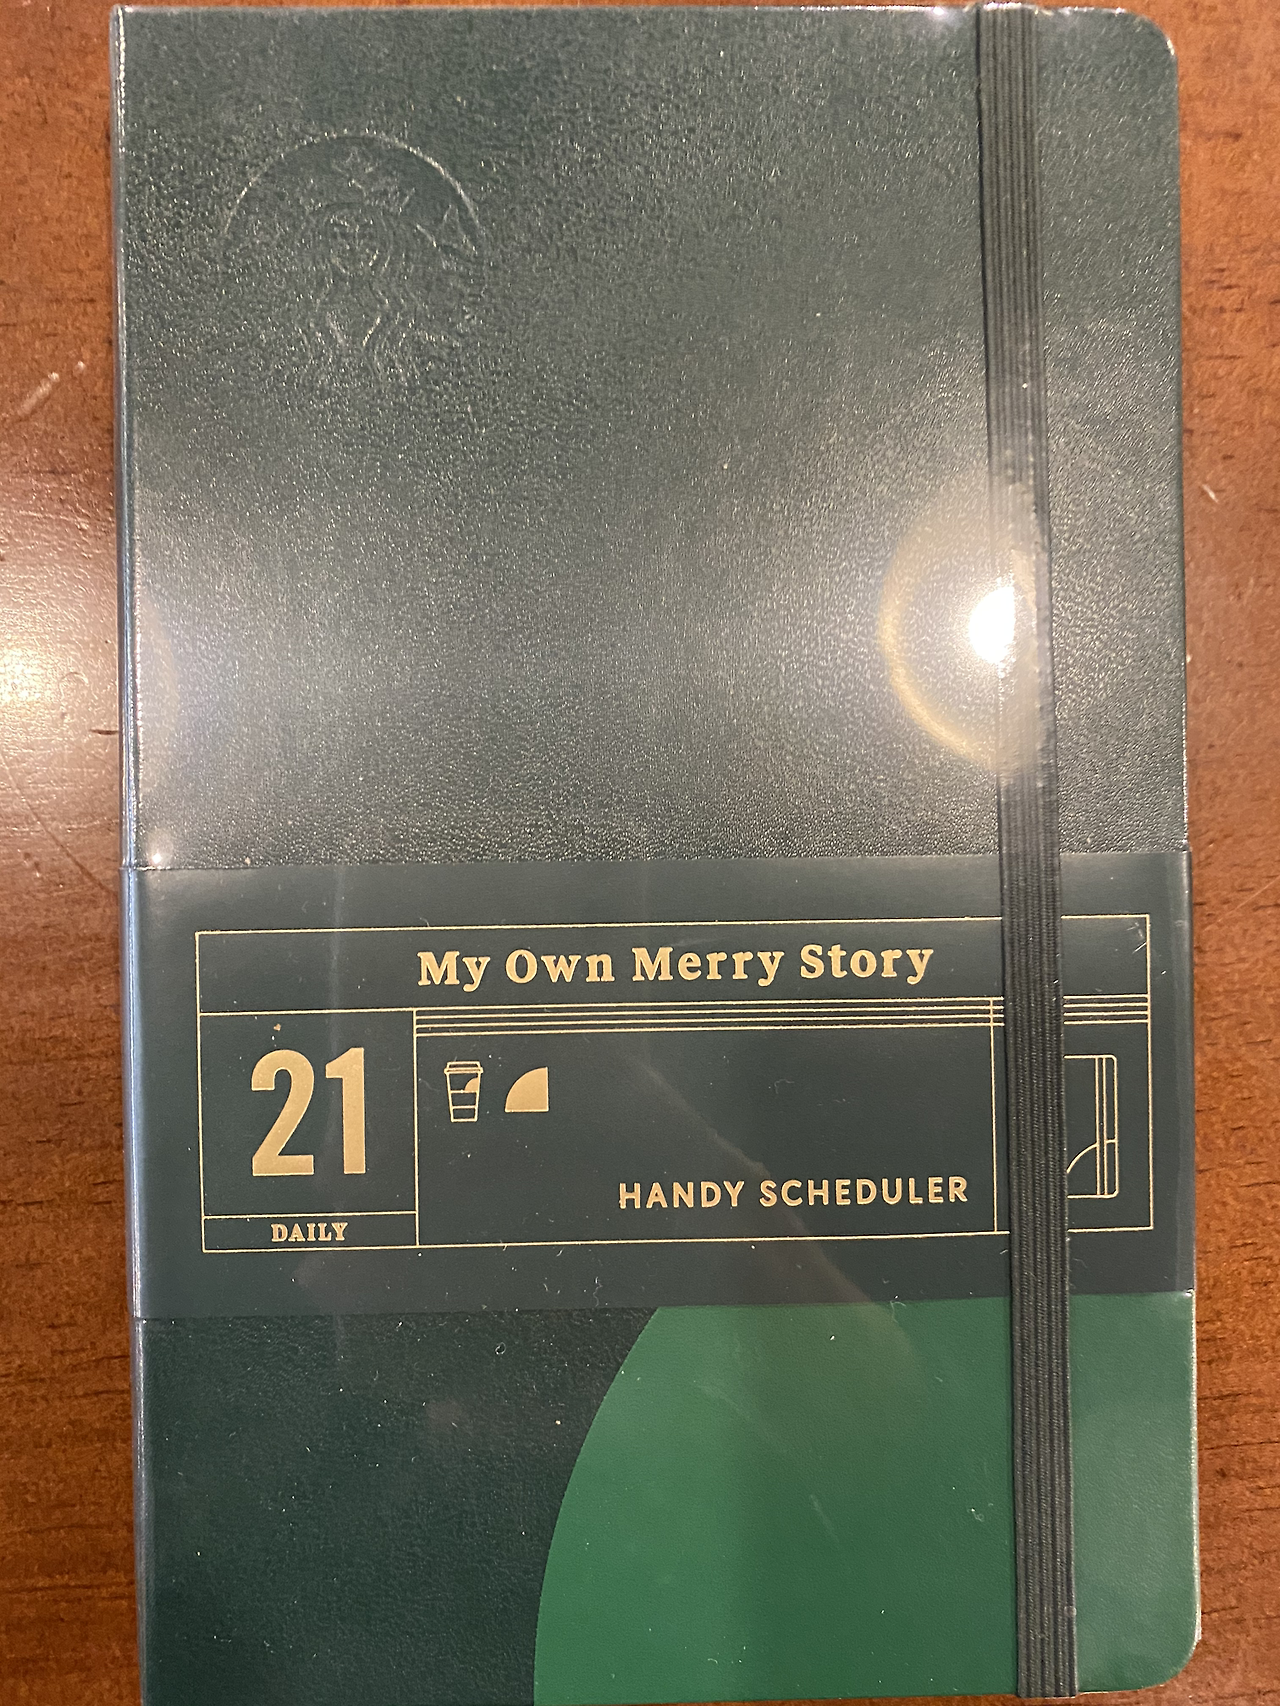 My Own Merry Story
21
DAILY
HANDY SCHEDULER